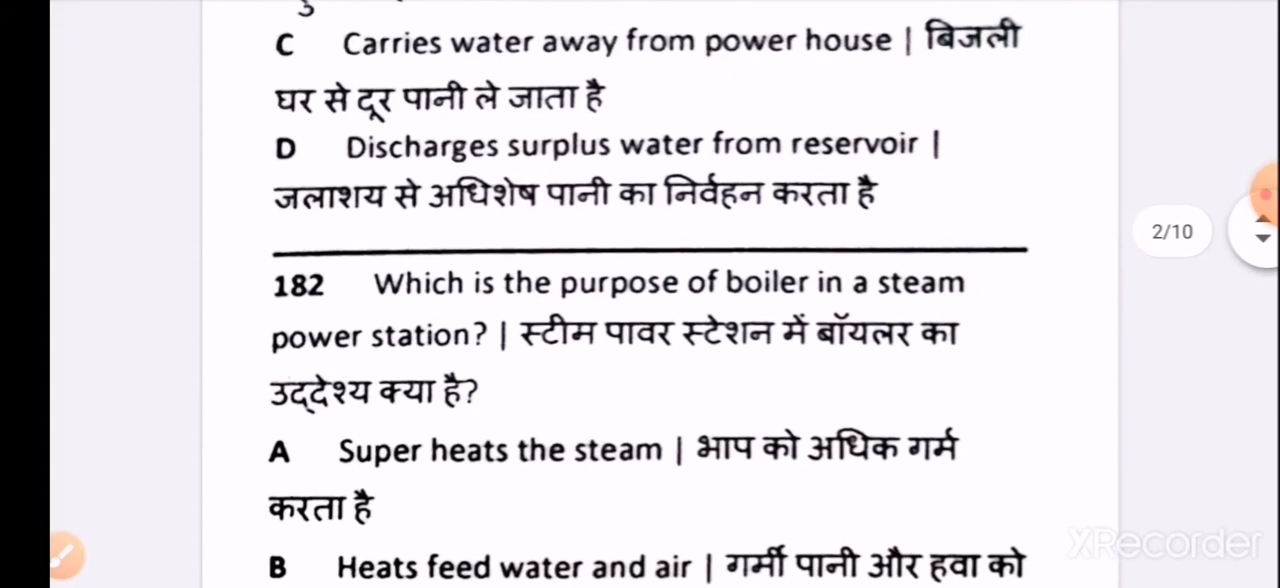 C Carries water away from power house | बिजली
घर से दूर पानी ले जाता है
D Discharges surplus water from reservoir |
जलाशय से अधिशेष पानी का निर्वहन करता है
2/10
182 Which is the purpose of boiler in a steam
power station? | स्टीम पावर स्टेशन में बॉयलर का
उद्देश्य क्या है?
A Super heats the steam | भाप को अधिक गर्म
करता है
B Heats feed water and air | गर्मी पानी और हवा को
XRecorder